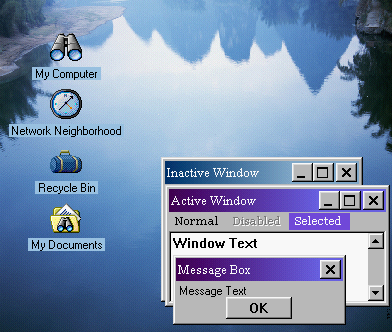 My Computer
Network Neighborhood
Recycle Bin
My Documents
Inactive Window
Active Window
Normal Disabled Selected
Window Text
Message Box
Message Text
OK